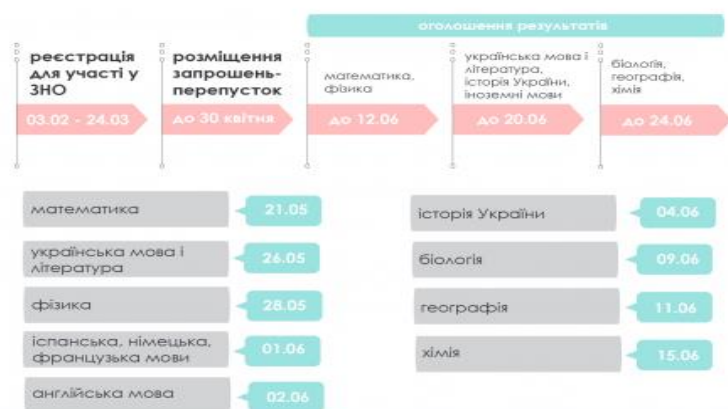 оголошення результатів
реєстрація
для участі у
ЗНО
03.02 - 24.03
розміщення
запрошень-
перепусток
до 30 квітня
математика,
фізика
до 12.06
українська мова і
література,
історія України,
іноземні мови
до 20.06
біологія,
географія,
хімія
до 24.06
математика
21.05
українська мова і
література
26.05
фізика
28.05
іспанська, німецька,
французька мови
01.06
англійська мова
02.06
історія України
04.06
біологія
09.06
географія
11.06
хімія
15.06